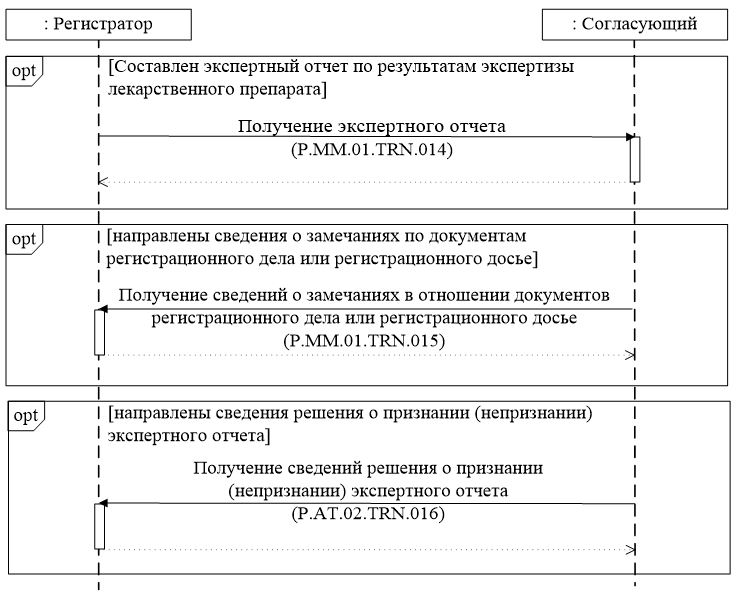 : Регистратор
: Согласующий
opt
[Составлен экспертный отчет по результатам экспертизы
лекарственного препарата]
Получение экспертного отчета
(P.MM.01.TRN.014)
opt
[направлены сведения о замечаниях по документам
регистрационного дела или регистрационного досье]
Получение сведений о замечаниях в отношении документов
регистрационного дела или регистрационного досье
(P.MM.01.TRN.015)
opt
[направлены сведения решения о признании (непризнании)
экспертного отчета]
Получение сведений решения о признании
(непризнании) экспертного отчета
(P.AT.02.TRN.016)